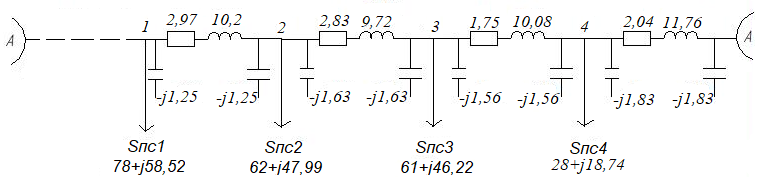 1 2,97 10,2 2 2,83 9,72 3 1,75 10,08 4 2,04 11,76
A A
-j1,25 -j1,25 -j1,63 -j1,63 -j1,56 -j1,56 -j1,83 -j1,83
Sпс1 Sпс2 Sпс3 Sпс4
78+j58,52 62+j47,99 61+j46,22 28+j18,74